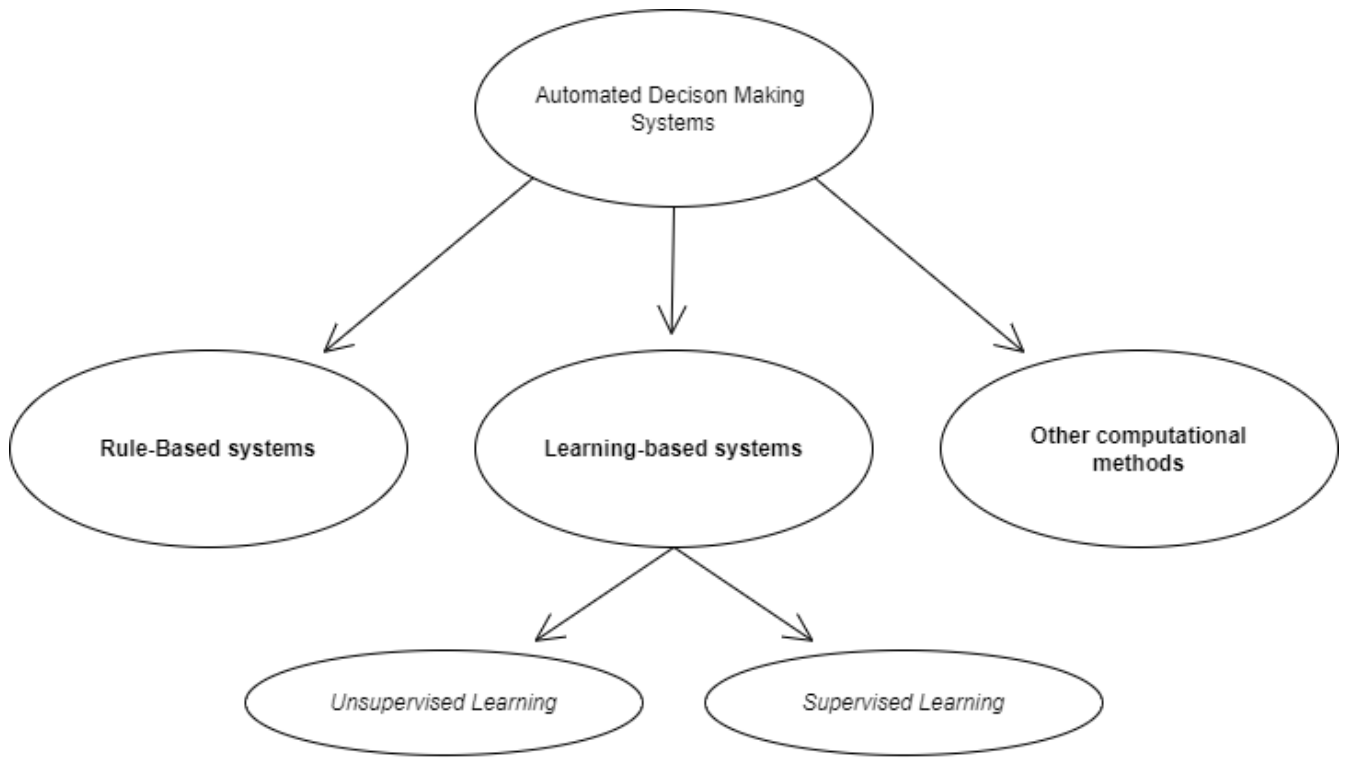 Automated Decison Making
Systems
Rule-Based systems
Learning-based systems
Other computational
methods
Unsupervised Learning
Supervised Learning